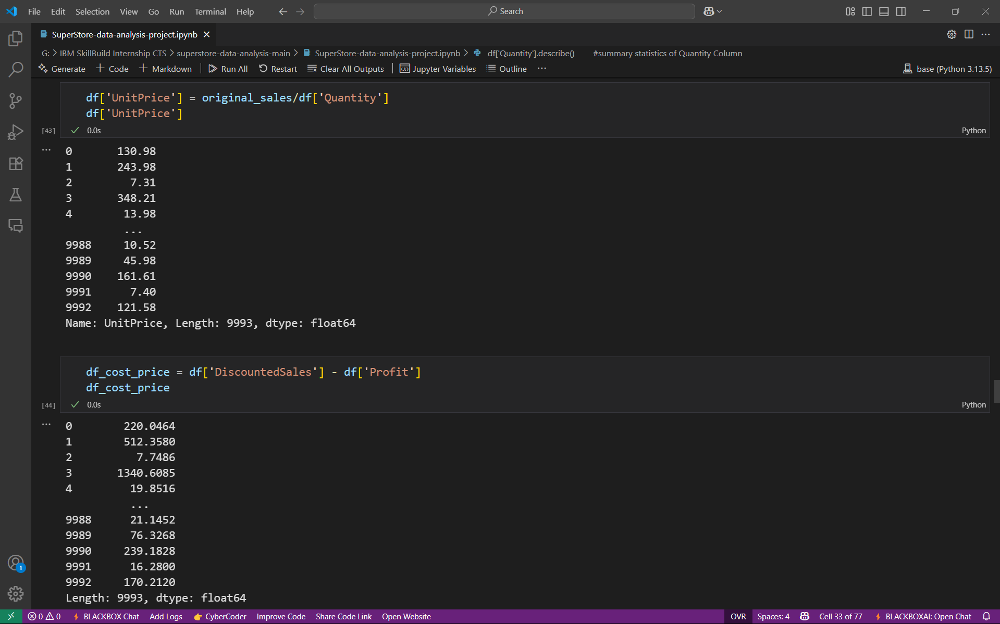 File Edit Selection View Go Run Terminal Help Search
SuperStore-data-analysis-project.ipynb
G: > IBM SkillBuild Internship CTS > superstore-data-analysis-main > SuperStore-data-analysis-project.ipynb > df['Quantity'].describe() #summary statistics of Quantity Column
Generate + Code + Markdown Run All Restart Clear All Outputs Jupyter Variables Outline ... base (Python 3.13.5)
df['UnitPrice'] = original_sales/df['Quantity']
df['UnitPrice']
[43] 0.0s Python
0 130.98
1 243.98
2 7.31
3 348.21
4 13.98
...
9988 10.52
9989 45.98
9990 161.61
9991 7.40
9992 121.58
Name: UnitPrice, Length: 9993, dtype: float64
df_cost_price = df['DiscountedSales'] - df['Profit']
df_cost_price
[44] 0.0s Python
0 220.0464
1 512.3580
2 7.7486
3 1340.6085
4 19.8516
...
9988 21.1452
9989 76.3268
9990 239.1828
9991 16.2800
9992 170.2120
Length: 9993, dtype: float64
1
0 0 BLACKBOX Chat Add Logs CyberCoder Improve Code Share Code Link Open Website OVR Spaces: 4 Cell 33 of 77 BLACKBOXAI: Open Chat